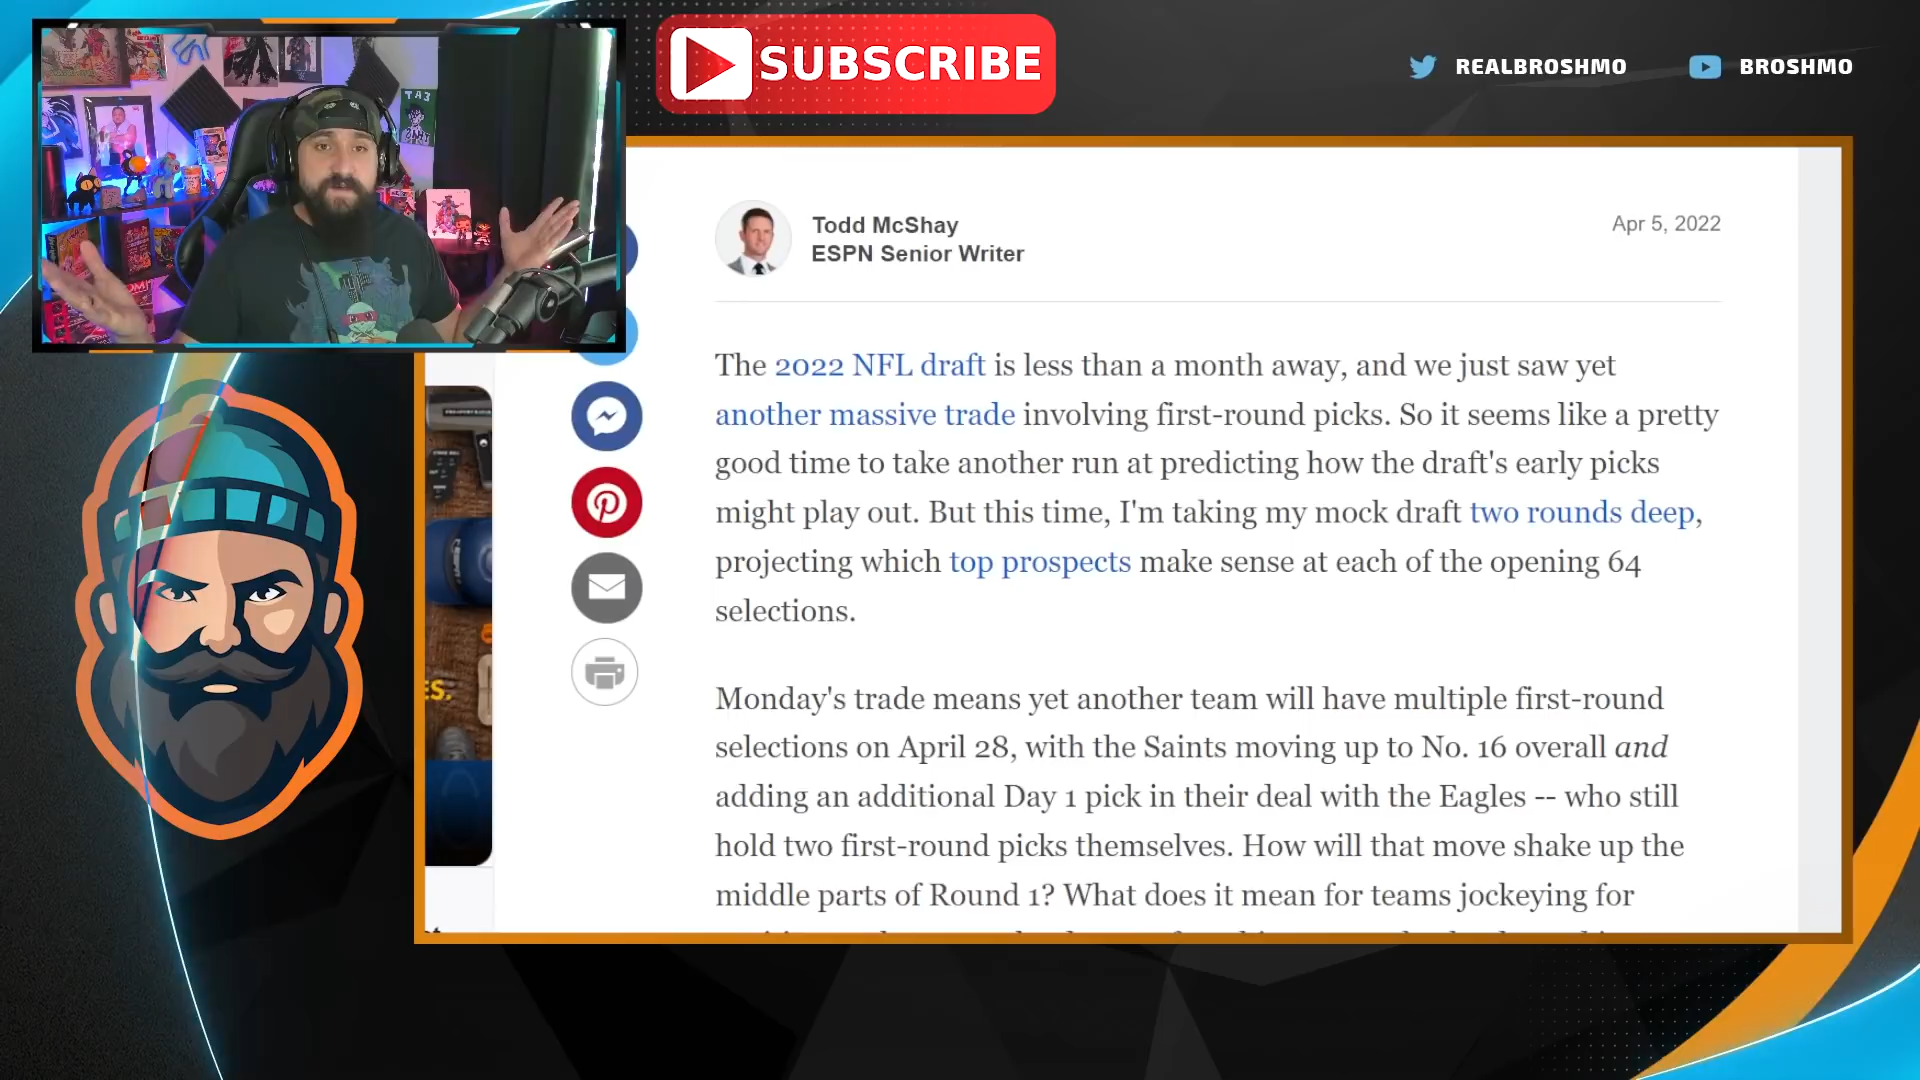 SUBSCRIBE
REALBROSHMO
BROSHMO
TA3
Todd McShay
ESPN Senior Writer
Apr 5, 2022
The 2022 NFL draft is less than a month away, and we just saw yet
another massive trade involving first-round picks. So it seems like a pretty
good time to take another run at predicting how the draft's early picks
might play out. But this time, I'm taking my mock draft two rounds deep,
projecting which top prospects make sense at each of the opening 64
selections.
Monday's trade means yet another team will have multiple first-round
selections on April 28, with the Saints moving up to No. 16 overall and
adding an additional Day 1 pick in their deal with the Eagles -- who still
hold two first-round picks themselves. How will that move shake up the
middle parts of Round 1? What does it mean for teams jockeying for